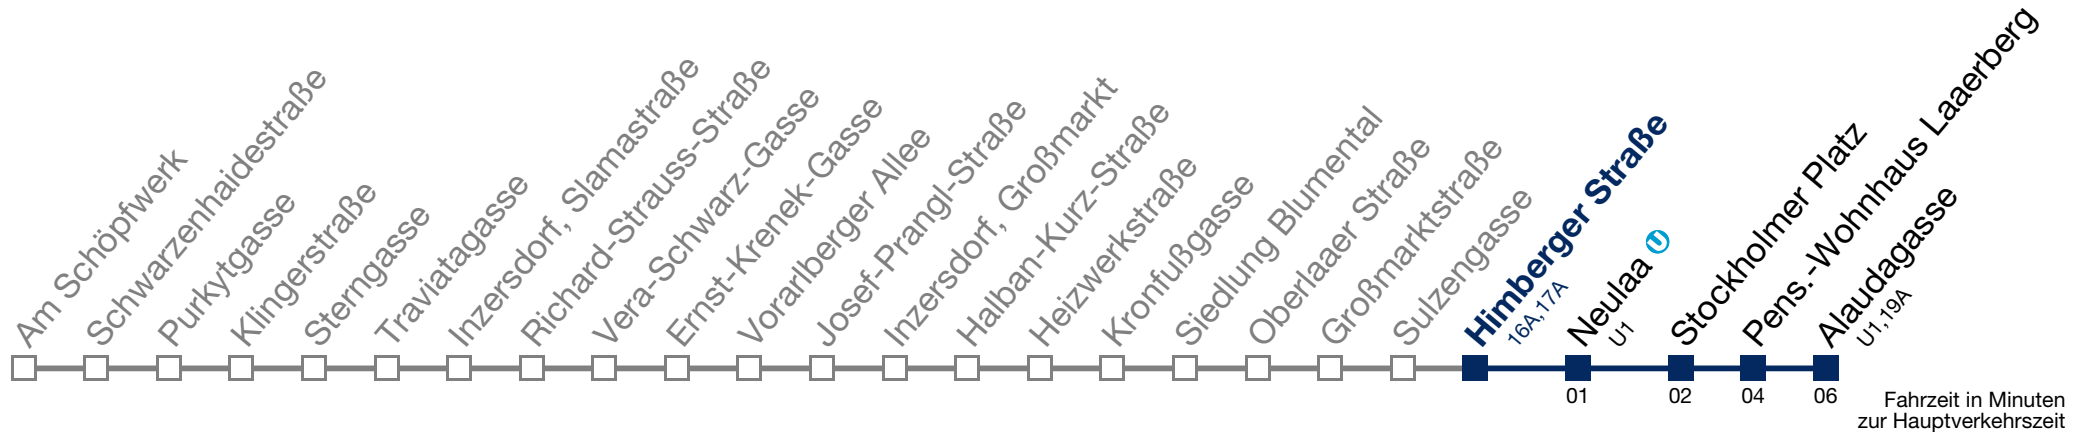 Am Schöpfwerk
Schwarzenhaidestraße
Purkytgasse
Klingerstraße
Sterngasse
Traviatagasse
Inzersdorf, Slamastraße
Richard-Strauss-Straße
Vera-Schwarz-Gasse
Ernst-Krenek-Gasse
Vorarlberger Allee
Josef-Prangl-Straße
Inzersdorf, Großmarkt
Halban-Kurz-Straße
Heizwerkstraße
Kronfußgasse
Siedlung Blumental
Oberlaaer Straße
Großmarktstraße
Sulzengasse
Himberger Straße
16A,17A
Neulaa U
U1
Stockholmer Platz
Pens.-Wohnhaus Laaerberg
Alaudagasse
U1,19A
01
02
04
06
Fahrzeit in Minuten
zur Hauptverkehrszeit